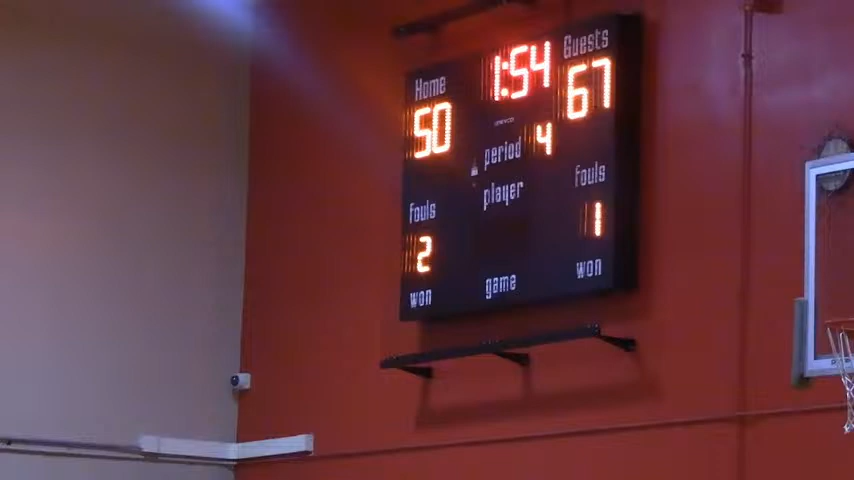 Home 1:54 Guests
50 67
period 4
player
Fouls Fouls
2 1
won game won